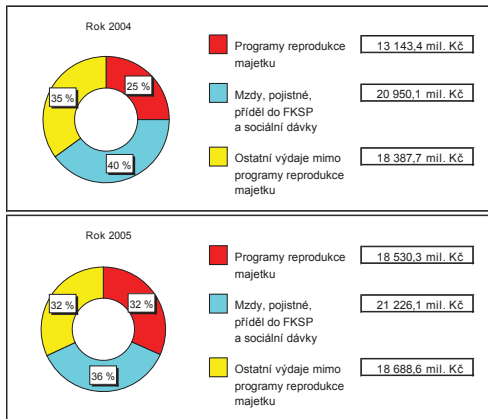 Rok 2004
25 %
35 %
40 %
Programy reprodukce
majetku
13 143,4 mil. Kč
Mzdy, pojistné,
příděl do FKSP
a sociální dávky
20 950,1 mil. Kč
Ostatní výdaje mimo
programy reprodukce
majetku
18 387,7 mil. Kč
Rok 2005
32 %
32 %
36 %
Programy reprodukce
majetku
18 530,3 mil. Kč
Mzdy, pojistné,
příděl do FKSP
a sociální dávky
21 226,1 mil. Kč
Ostatní výdaje mimo
programy reprodukce
majetku
18 688,6 mil. Kč